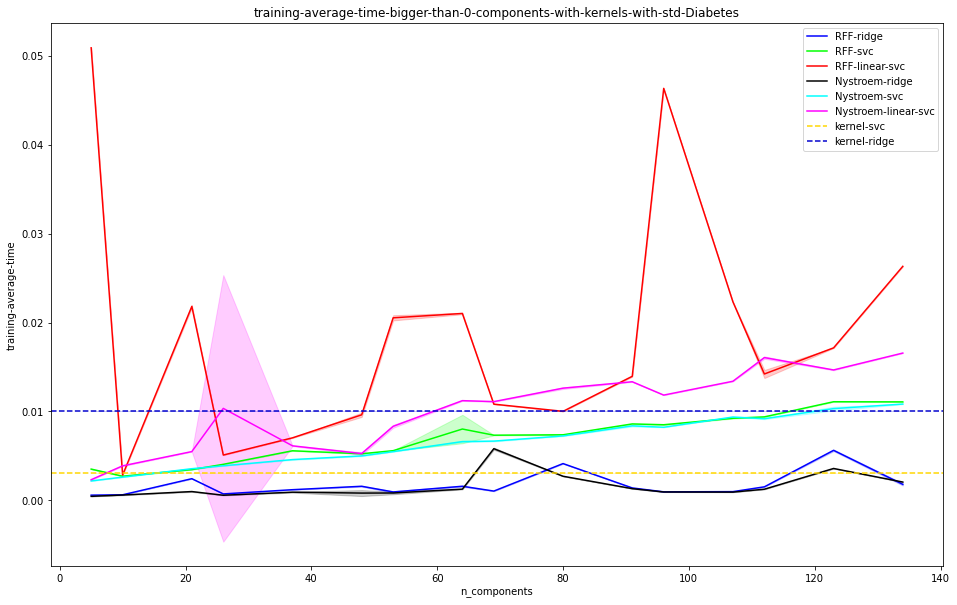 training-average-time-bigger-than-0-components-with-kernels-with-std-Diabetes
RFF-ridge
RFF-svc
RFF-linear-svc
Nystroem-ridge
Nystroem-svc
Nystroem-linear-svc
kernel-svc
kernel-ridge
training-average-time
0.05
0.04
0.03
0.02
0.01
0.00
0 20 40 60 80 100 120 140
n_components